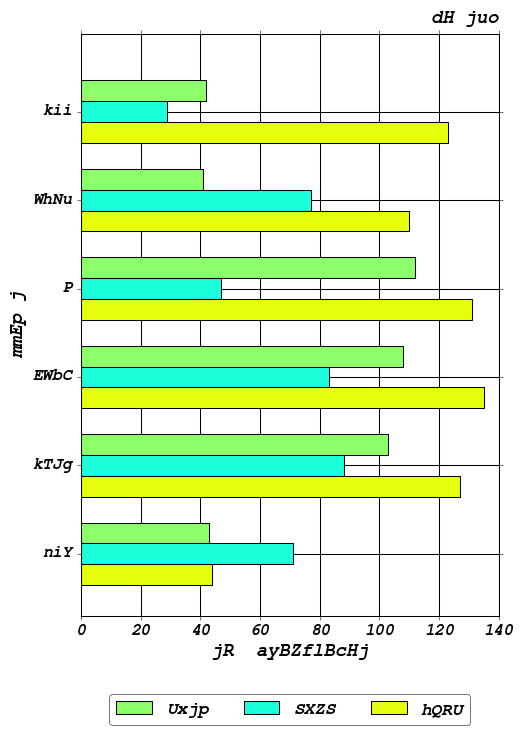 dH juo
kii
WhNu
P
EWbC
kTJg
niY
mmEp j
0 20 40 60 80 100 120 140
jR  ayBZflBcHj
Uxjp SXZS hQRU